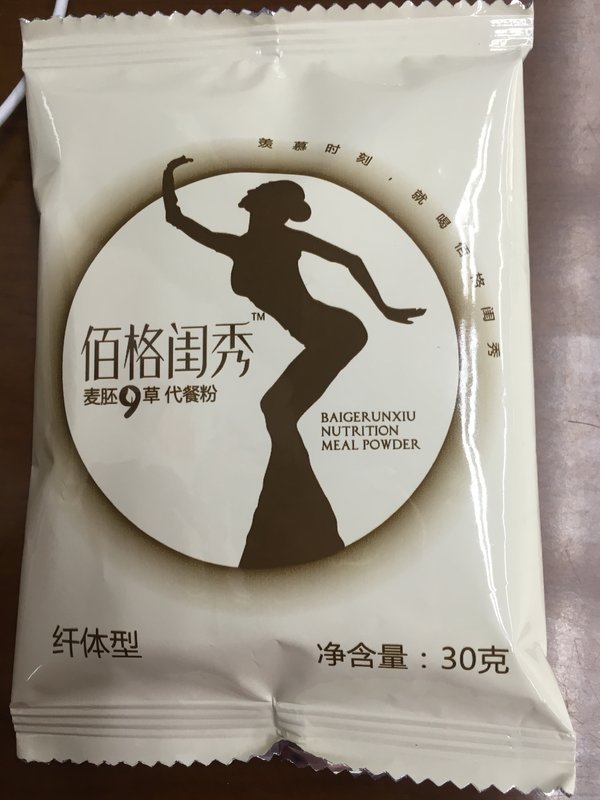 羡慕时刻，就喝佰格闺秀
佰格闺秀™
麦胚9草 代餐粉
BAIGERUNXIU
NUTRITION
MEAL POWDER
纤体型
净含量：30克